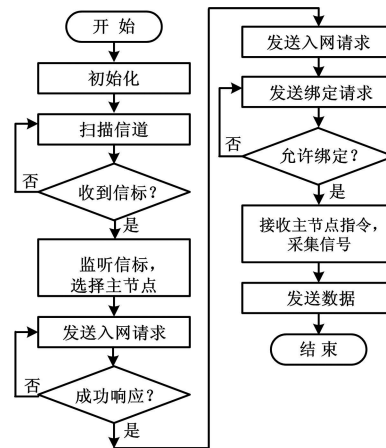 开 始
初始化
扫描信道
否
收到信标?
是
监听信标,
选择主节点
发送入网请求
否
成功响应?
是
发送入网请求
发送绑定请求
否
允许绑定?
是
接收主节点指令,
采集信号
发送数据
结 束